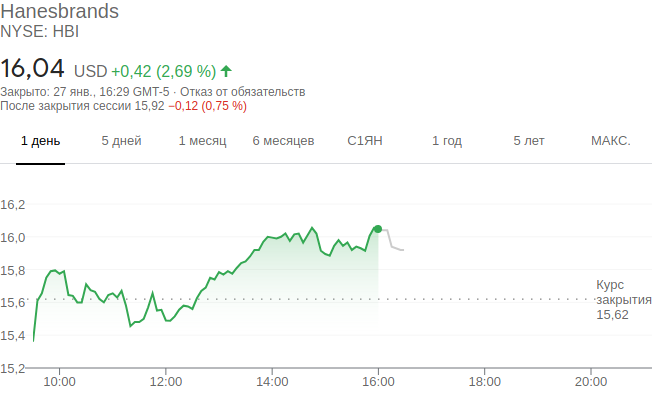 Hanesbrands
NYSE: HBI
16,04 USD +0,42 (2,69 %)
Закрыто: 27 янв., 16:29 GMT-5 · Отказ от обязательств
После закрытия сессии 15,92 −0,12 (0,75 %)
1 день 5 дней 1 месяц 6 месяцев С1ЯН 1 год 5 лет МАКС.
16,2
16,0
15,8
15,6
15,4
15,2
Курс
закрытия
15,62
10:00 12:00 14:00 16:00 18:00 20:00